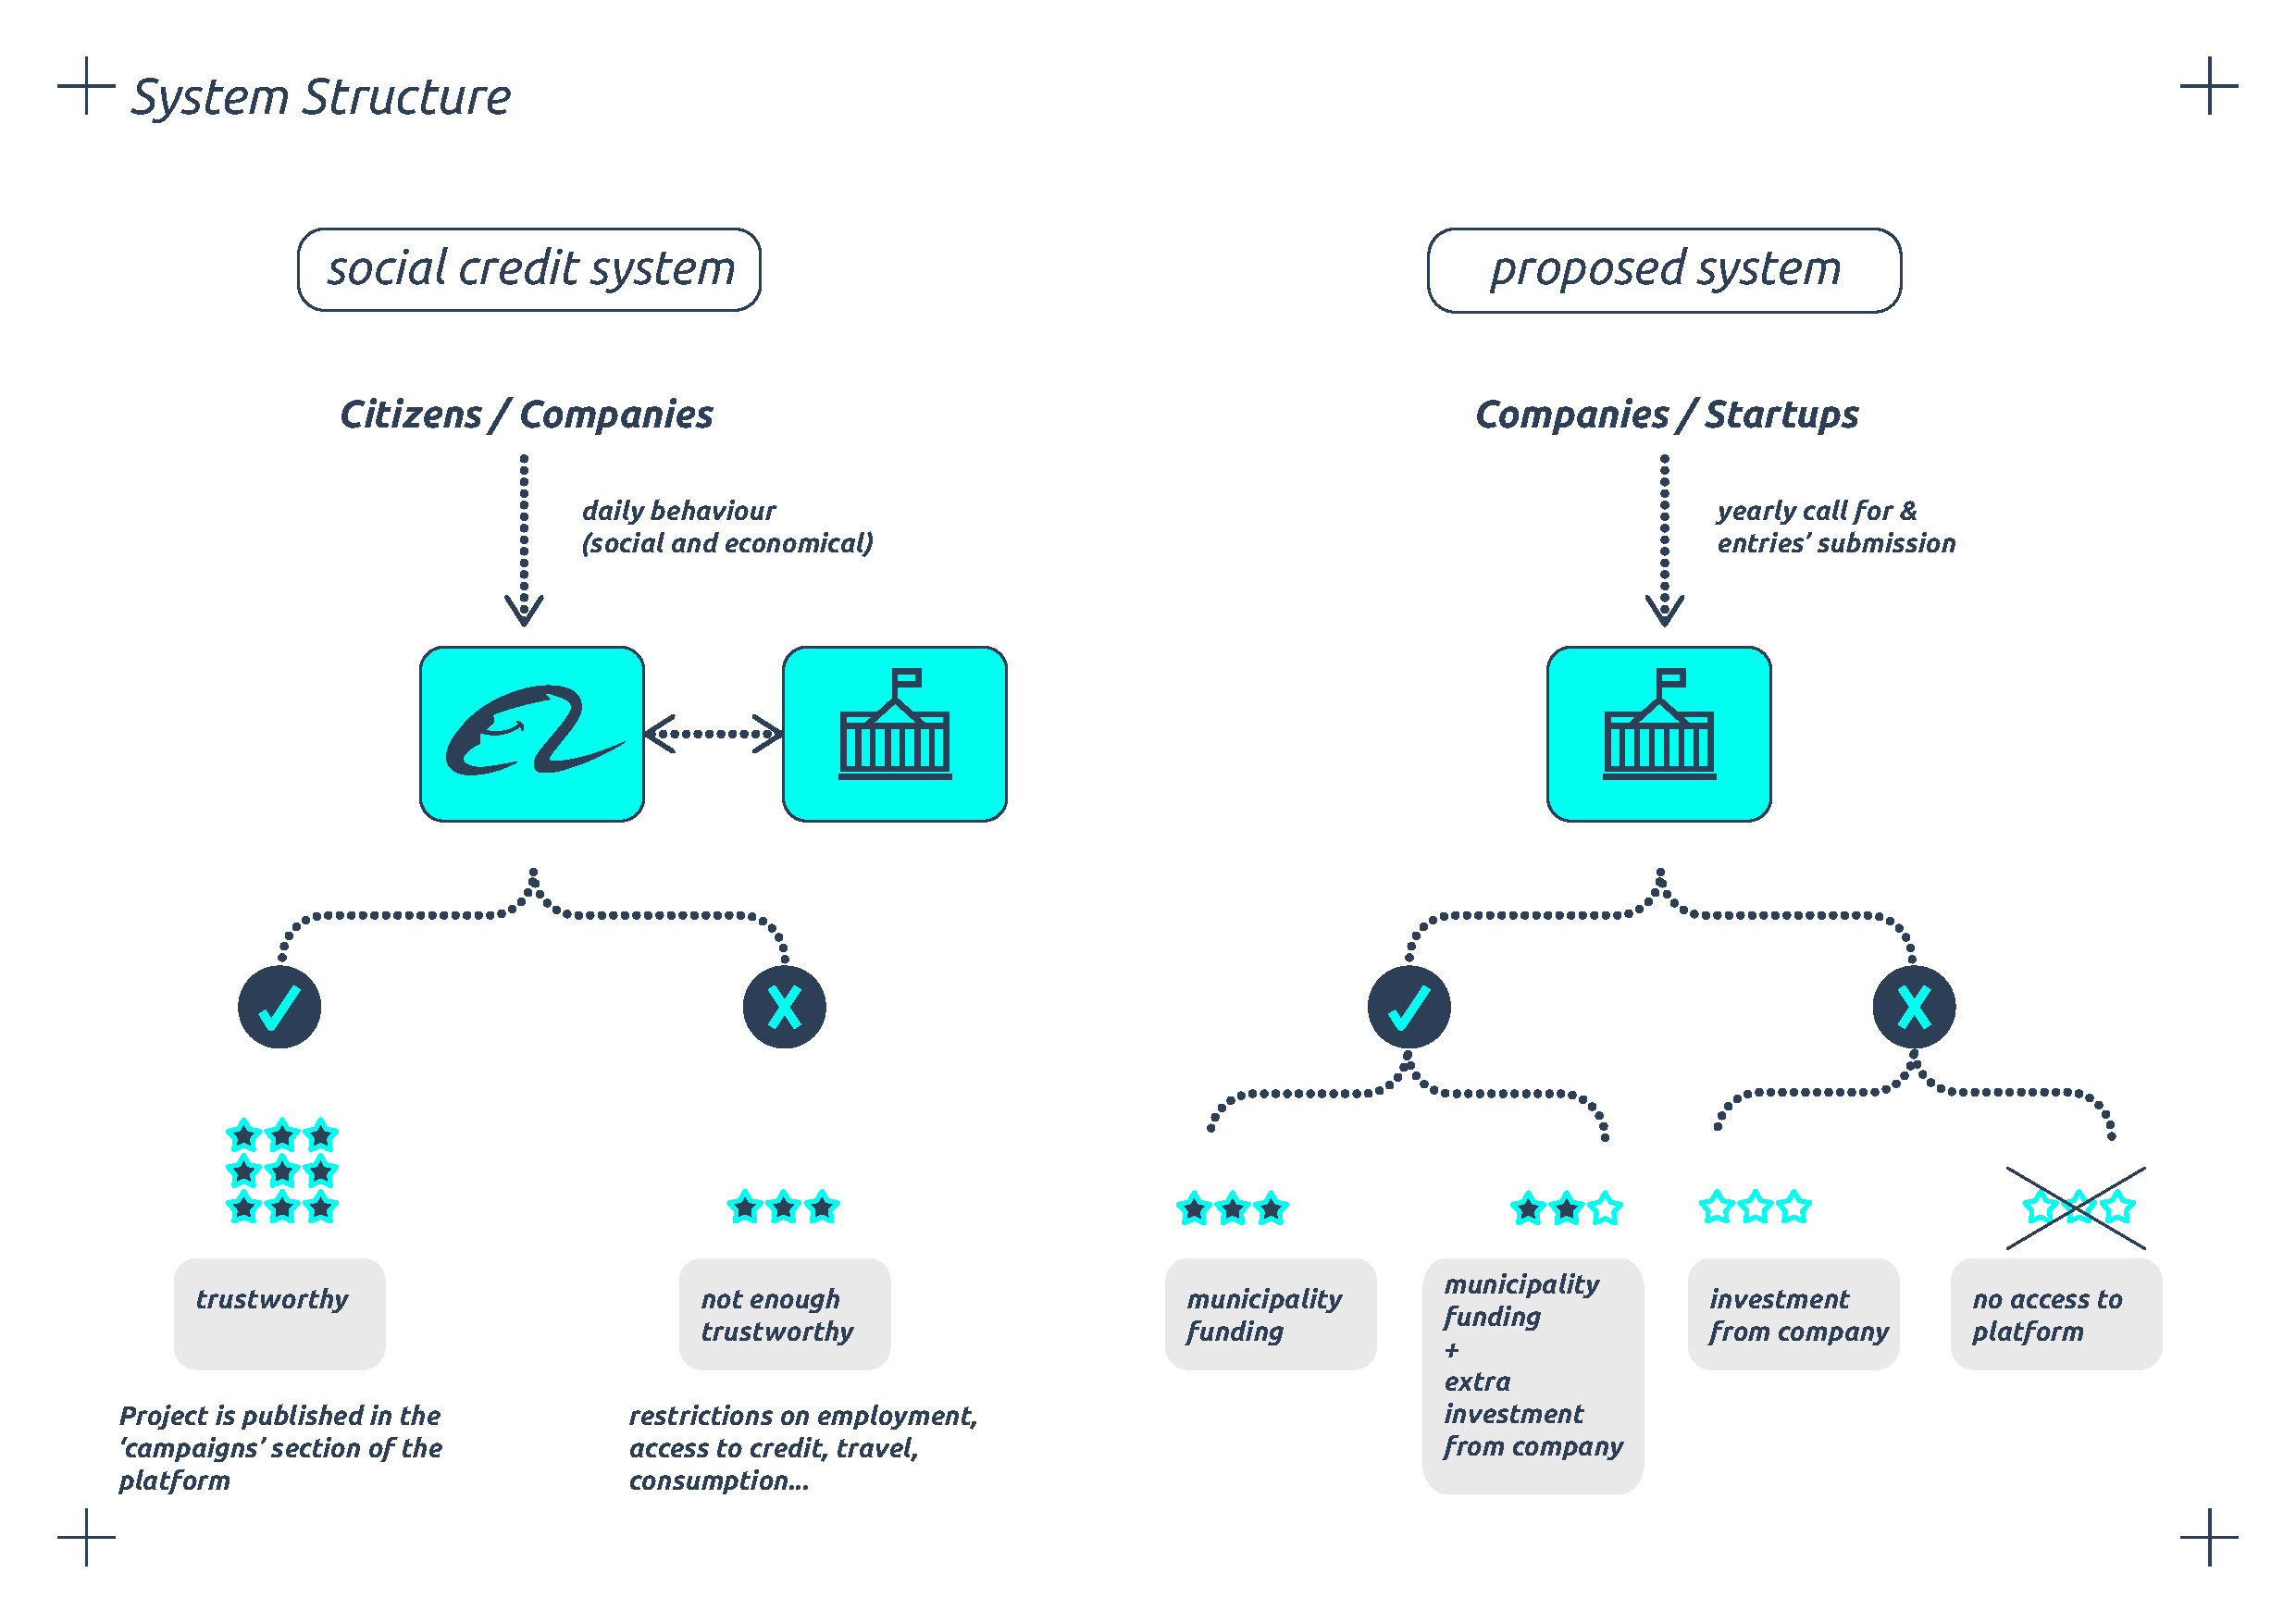 System Structure
social credit system
Citizens / Companies
daily behaviour
(social and economical)
trustworthy
Project is published in the
‘campaigns’ section of the
platform
not enough
trustworthy
restrictions on employment,
access to credit, travel,
consumption...
proposed system
Companies / Startups
yearly call for &
entries’ submission
municipality
funding
municipality
funding
+
extra
investment
from company
investment
from company
no access to
platform